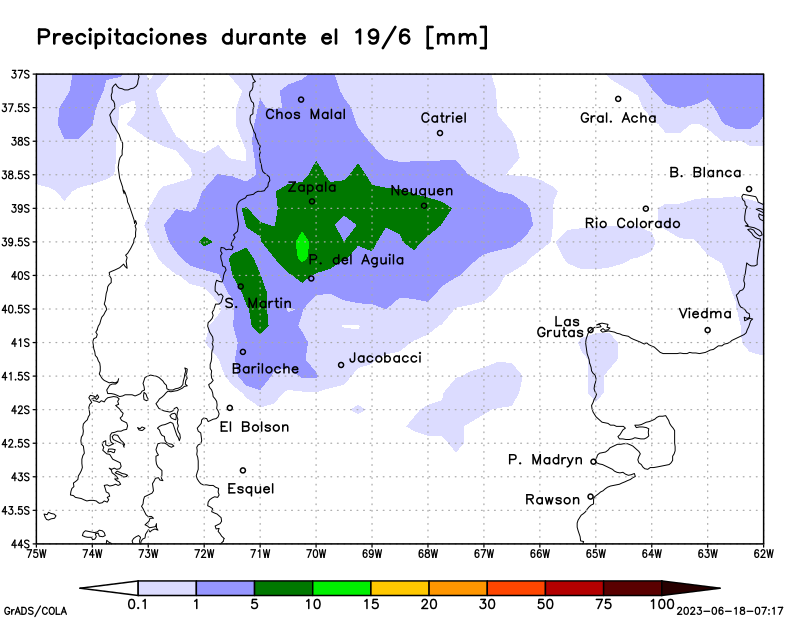 Precipitaciones durante el 19/6 [mm]
37S
37.5S
Chos Malal
Catriel
Gral. Acha
38S
38.5S
B. Blanca
Zapala
Neuquen
39S
Rio Colorado
39.5S
P. del Aguila
40S
S. Martin
40.5S
Las
Grutas
Viedma
41S
Jacobacci
Bariloche
41.5S
42S
El Bolson
42.5S
P. Madryn
43S
Esquel
Rawson
43.5S
44S
75W 74W 73W 72W 71W 70W 69W 68W 67W 66W 65W 64W 63W 62W
0.1 1 5 10 15 20 30 50 75 100
GrADS/COLA
2023-06-18-07:17